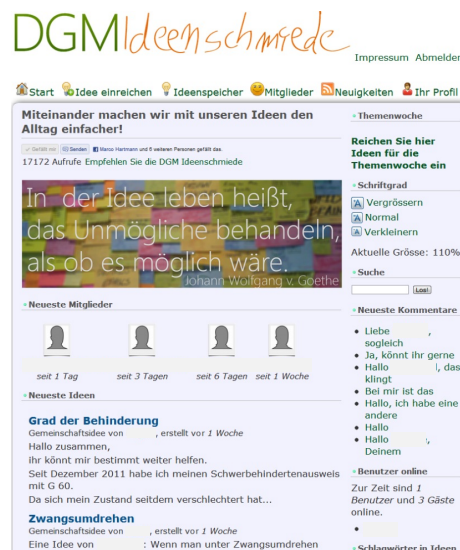 DGM Ideenschmiede
Impressum Abmelden
Start Idee einreichen Ideenspeicher Mitglieder Neuigkeiten Ihr Profil
Miteinander machen wir mit unseren Ideen den
Alltag einfacher!
Gefällt mir Senden Marco Hartmann und 6 weiteren Personen gefällt das.
17172 Aufrufe Empfehlen Sie die DGM Ideenschmiede
In der Idee leben heißt,
das Unmögliche behandeln,
als ob es möglich wäre.
Johann Wolfgang v. Goethe
Neueste Mitglieder
seit 1 Tag seit 3 Tagen seit 6 Tagen seit 1 Woche
Neueste Ideen
Grad der Behinderung
Gemeinschaftsidee von , erstellt vor 1 Woche
Hallo zusammen,
ihr könnt mir bestimmt weiter helfen.
Seit Dezember 2011 habe ich meinen Schwerbehindertenausweis
mit G 60.
Da sich mein Zustand seitdem verschlechtert hat...
Zwangsumdrehen
Gemeinschaftsidee von , erstellt vor 1 Woche
Eine Idee von : Wenn man unter Zwangsumdrehen
Themenwoche
Reichen Sie hier
Ideen für die
Themenwoche ein
Schriftgrad
Vergrössern
Normal
Verkleinern
Aktuelle Grösse: 110%
Suche
Los!
Neueste Kommentare
Liebe ,
sogleich
Ja, könnt ihr gerne
Hallo , das
klingt
Bei mir ist das
Hallo, ich habe eine
andere
Hallo
Hallo ,
Deinem
Benutzer online
Zur Zeit sind 1
Benutzer und 3 Gäste
online.
Schlagwörter in Ideen